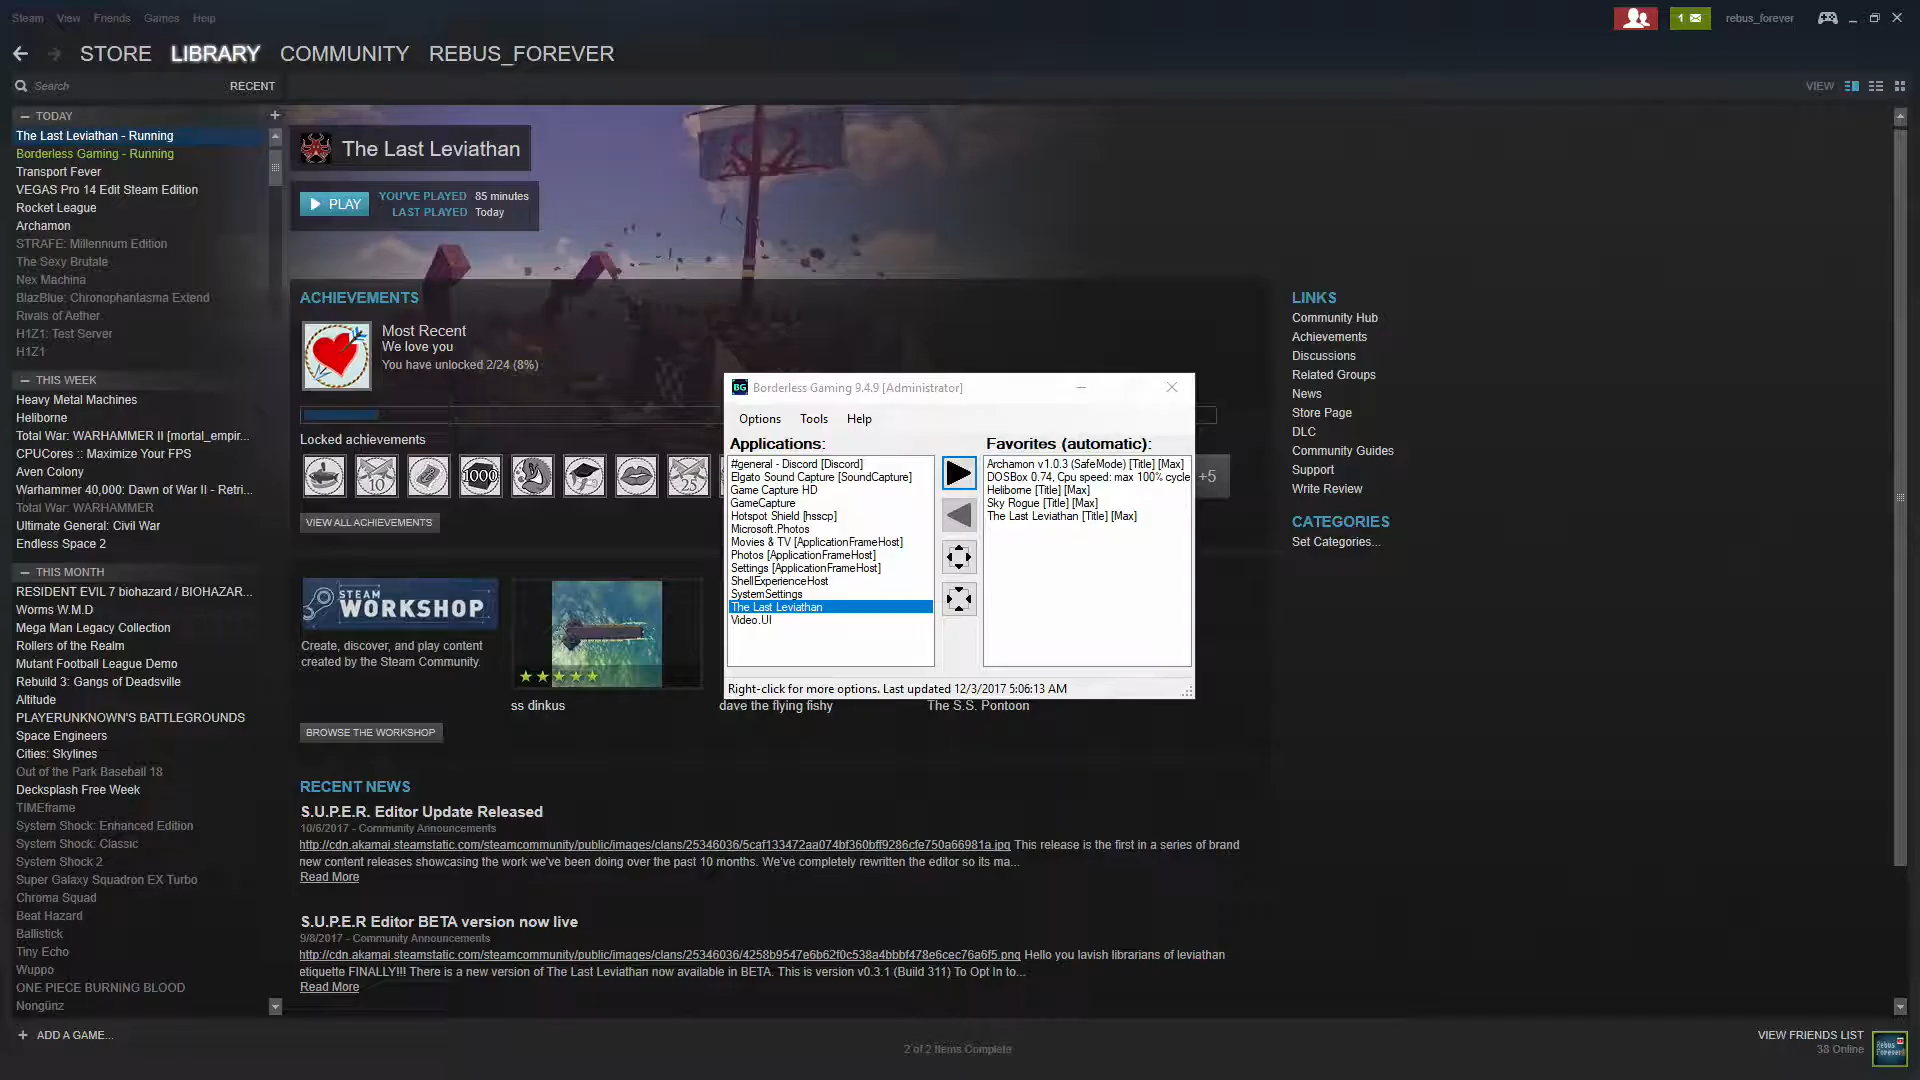 Steam View Friends Games Help
1
rebus_forever
STORE LIBRARY COMMUNITY REBUS_FOREVER
Search
RECENT
VIEW
TODAY
The Last Leviathan - Running
Borderless Gaming - Running
Transport Fever
VEGAS Pro 14 Edit Steam Edition
Rocket League
Archamon
STRAFE: Millennium Edition
The Sexy Brutale
Nex Machina
BlazBlue: Chronophantasma Extend
Rivals of Aether
H1Z1: Test Server
H1Z1
THIS WEEK
Heavy Metal Machines
Heliborne
Total War: WARHAMMER II [mortal_empir...
CPUCores :: Maximize Your FPS
Aven Colony
Warhammer 40,000: Dawn of War II - Retri...
Total War: WARHAMMER
Ultimate General: Civil War
Endless Space 2
THIS MONTH
RESIDENT EVIL 7 biohazard / BIOHAZAR...
Worms W.M.D
Mega Man Legacy Collection
Rollers of the Realm
Mutant Football League Demo
Rebuild 3: Gangs of Deadsville
Altitude
PLAYERUNKNOWN'S BATTLEGROUNDS
Space Engineers
Cities: Skylines
Out of the Park Baseball 18
Decksplash Free Week
TIMEframe
System Shock: Enhanced Edition
System Shock: Classic
System Shock 2
Super Galaxy Squadron EX Turbo
Chroma Squad
Beat Hazard
Ballistick
Tiny Echo
Wuppo
ONE PIECE BURNING BLOOD
Nongünz
+ ADD A GAME...
The Last Leviathan
PLAY
YOU'VE PLAYED 85 minutes
LAST PLAYED Today
ACHIEVEMENTS
Most Recent
We love you
You have unlocked 2/24 (8%)
Locked achievements
10
1000
25
+5
VIEW ALL ACHIEVEMENTS
STEAM
WORKSHOP
Create, discover, and play content
created by the Steam Community.
ss dinkus
dave the flying fishy
The S.S. Pontoon
BROWSE THE WORKSHOP
RECENT NEWS
S.U.P.E.R. Editor Update Released
10/6/2017 - Community Announcements
http://cdn.akamai.steamstatic.com/steamcommunity/public/images/clans/25346036/5caf133472aa074bf360bff9286cfe750a66981a.jpg This release is the first in a series of brand
new content releases showcasing the work we've been doing over the past 10 months. We've completely rewritten the editor so its ma...
Read More
S.U.P.E.R Editor BETA version now live
9/8/2017 - Community Announcements
http://cdn.akamai.steamstatic.com/steamcommunity/public/images/clans/25346036/4258b9547e6b62f0c538a4bbbf478e6cec76a6f5.png Hello you lavish librarians of leviathan
etiquette FINALLY!!! There is a new version of The Last Leviathan now available in BETA. This is version v0.3.1 (Build 311) To Opt In to...
Read More
BG Borderless Gaming 9.4.9 [Administrator]
Options Tools Help
Applications:
#general - Discord [Discord]
Elgato Sound Capture [SoundCapture]
Game Capture HD
GameCapture
Hotspot Shield [hsscp]
Microsoft.Photos
Movies & TV [ApplicationFrameHost]
Photos [ApplicationFrameHost]
Settings [ApplicationFrameHost]
ShellExperienceHost
SystemSettings
The Last Leviathan
Video.UI
Favorites (automatic):
Archamon v1.0.3 (SafeMode) [Title] [Max]
DOSBox 0.74, Cpu speed: max 100% cycle
Heliborne [Title] [Max]
Sky Rogue [Title] [Max]
The Last Leviathan [Title] [Max]
Right-click for more options. Last updated 12/3/2017 5:06:13 AM
LINKS
Community Hub
Achievements
Discussions
Related Groups
News
Store Page
DLC
Community Guides
Support
Write Review
CATEGORIES
Set Categories...
2 of 2 Items Complete
VIEW FRIENDS LIST
38 Online
Rebus
Forever